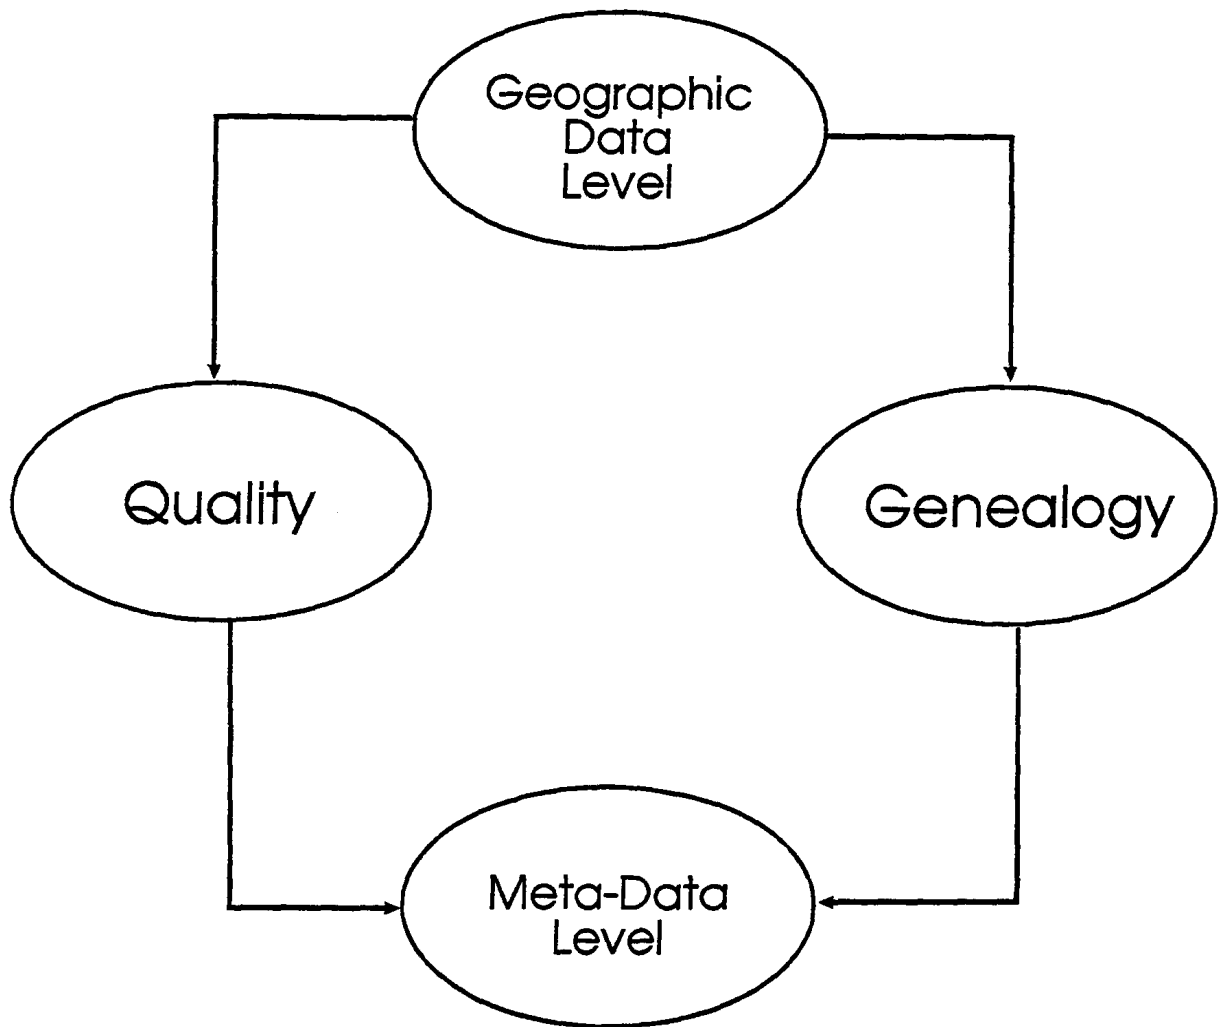 Geographic
Data
Level
Quality
Genealogy
Meta-Data
Level